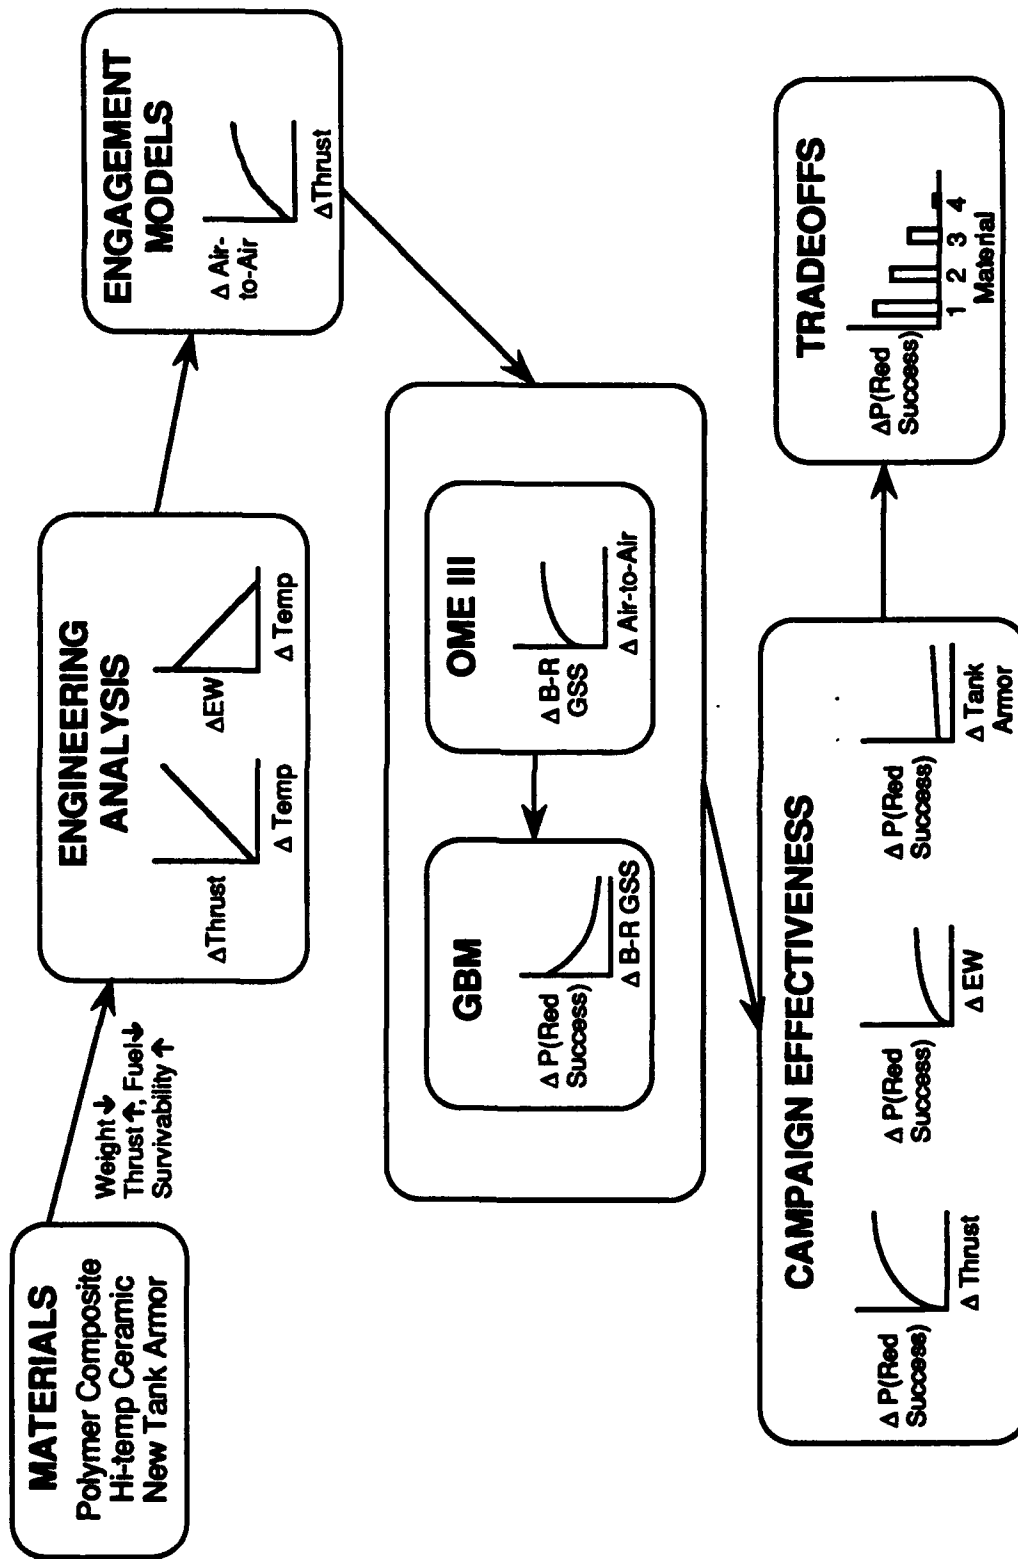 MATERIALS
Polymer Composite
Hi-temp Ceramic
New Tank Armor
Weight ↓
Thrust ↑, Fuel ↓
Survivability ↑
ENGINEERING
ANALYSIS
ΔThrust
Δ Temp
ΔEW
Δ Temp
ENGAGEMENT
MODELS
Δ Air-
to-Air
ΔThrust
GBM
Δ P(Red
Success)
Δ B-R GSS
OME III
Δ B-R
GSS
Δ Air-to-Air
CAMPAIGN EFFECTIVENESS
Δ P(Red
Success)
Δ Thrust
Δ P(Red
Success)
Δ EW
Δ P(Red
Success)
Δ Tank
Armor
TRADEOFFS
ΔP(Red
Success)
1 2 3 4
Material